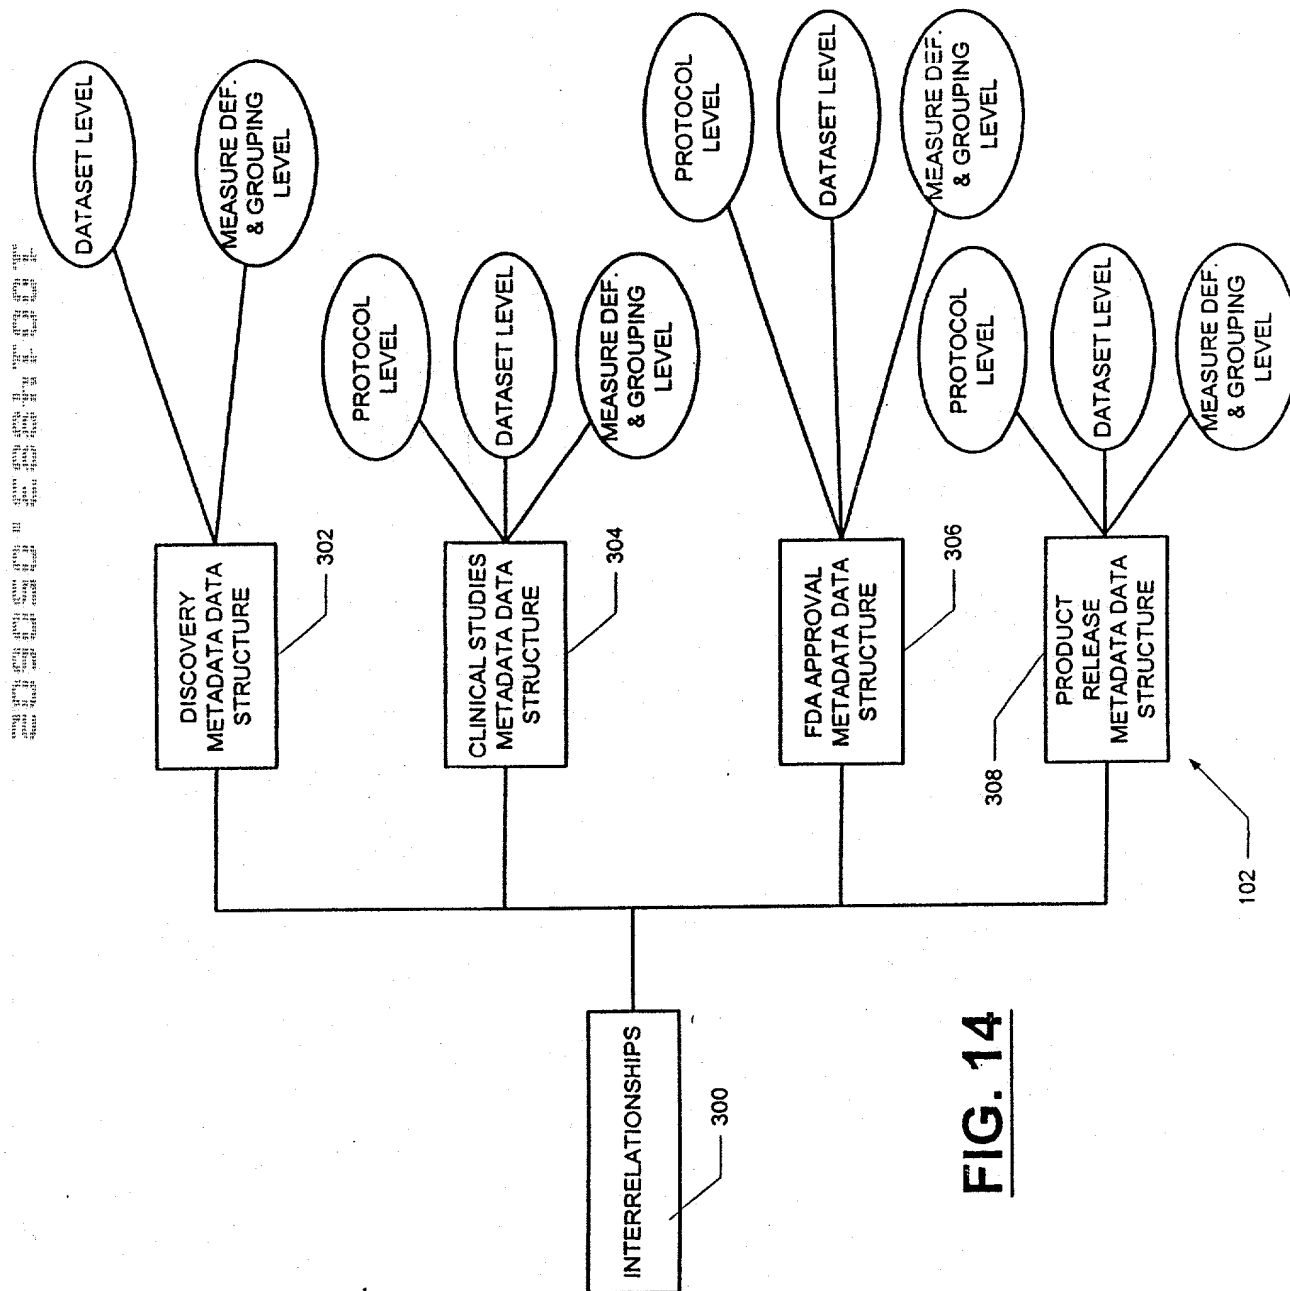 DATASET LEVEL
MEASURE DEF.
& GROUPING
LEVEL
DISCOVERY
METADATA DATA
STRUCTURE
302
PROTOCOL
LEVEL
DATASET LEVEL
MEASURE DEF.
& GROUPING
LEVEL
CLINICAL STUDIES
METADATA DATA
STRUCTURE
304
INTERRELATIONSHIPS
300
PROTOCOL
LEVEL
DATASET LEVEL
MEASURE DEF.
& GROUPING
LEVEL
FDA APPROVAL
METADATA DATA
STRUCTURE
306
PROTOCOL
LEVEL
DATASET LEVEL
MEASURE DEF.
& GROUPING
LEVEL
PRODUCT
RELEASE
METADATA DATA
STRUCTURE
308
102
FIG. 14